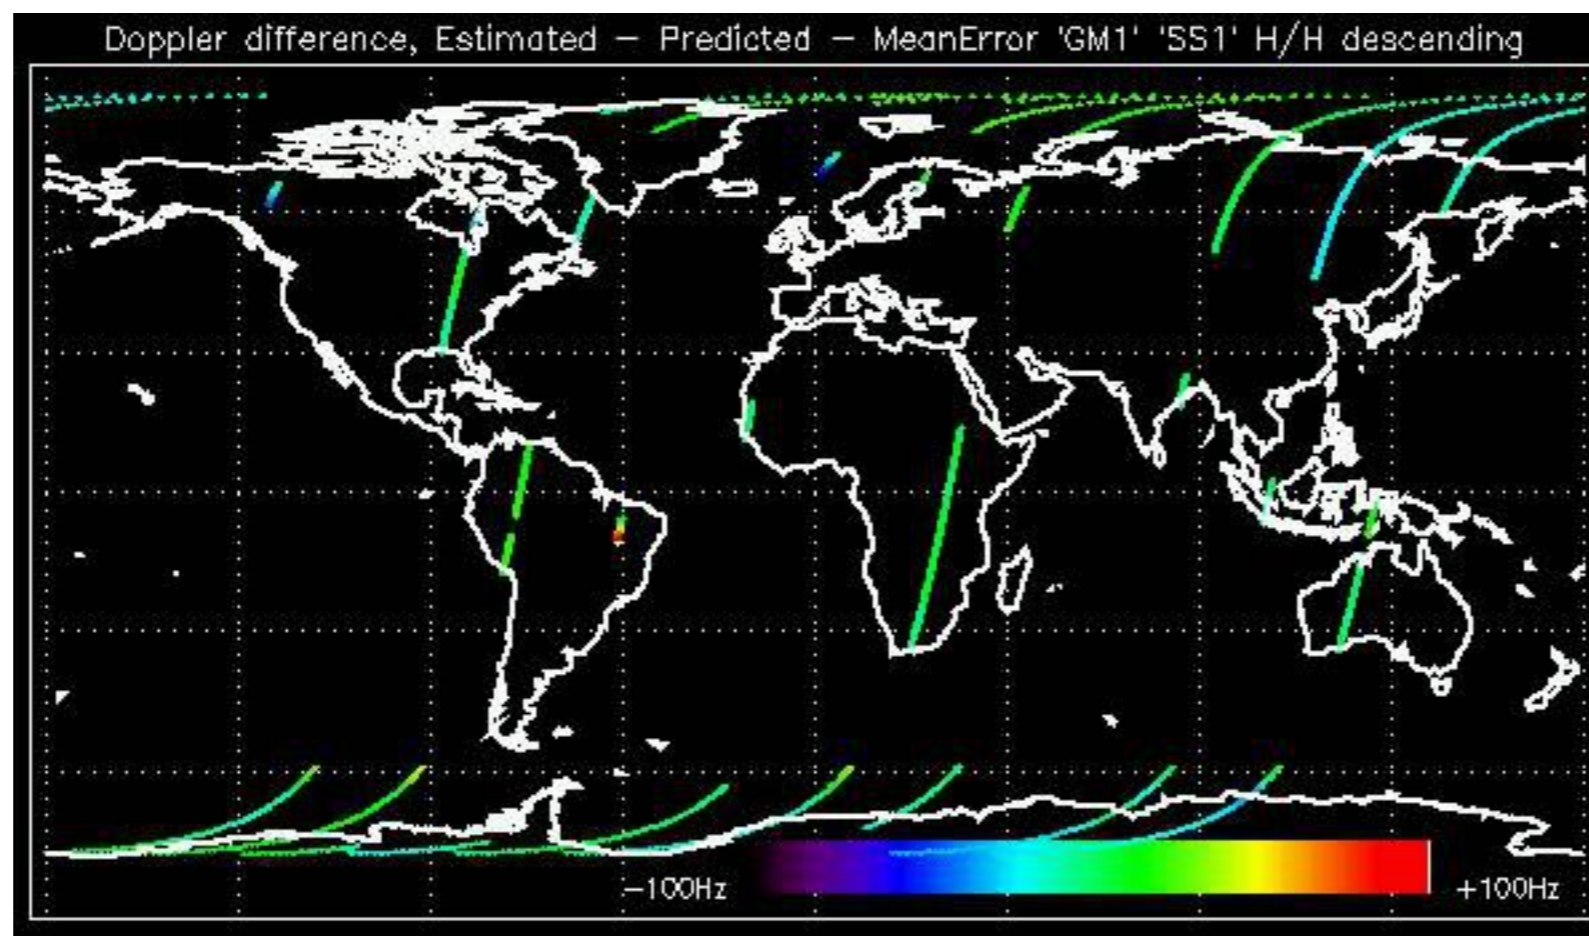 Doppler difference, Estimated – Predicted – MeanError 'GM1' 'SS1' H/H descending
–100Hz
+100Hz